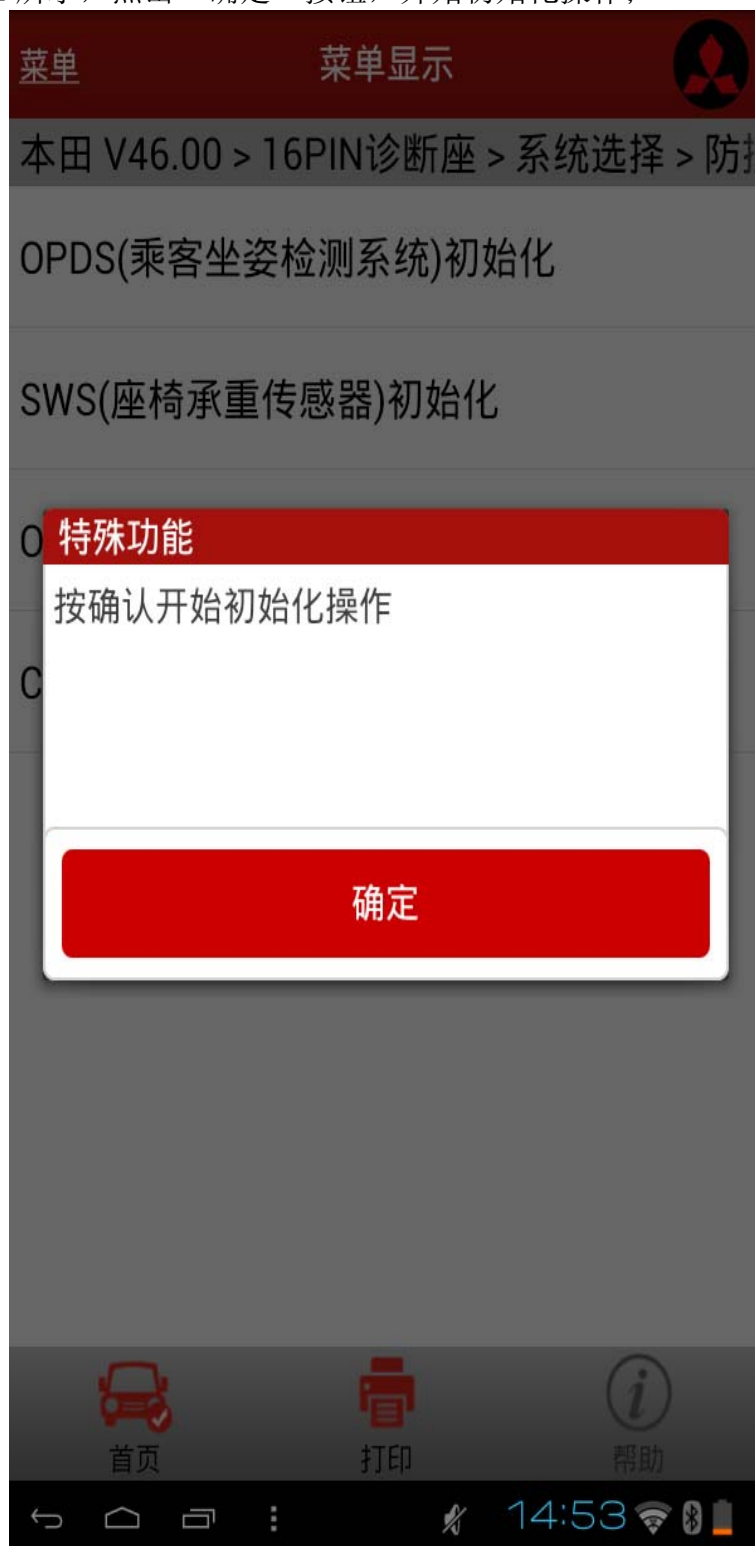 菜单
菜单显示
本田 V46.00 > 16PIN诊断座 > 系统选择 > 防
OPDS(乘客坐姿检测系统)初始化
SWS(座椅承重传感器)初始化
O
特殊功能
按确认开始初始化操作
C
确定
首页
打印
帮助
14:53